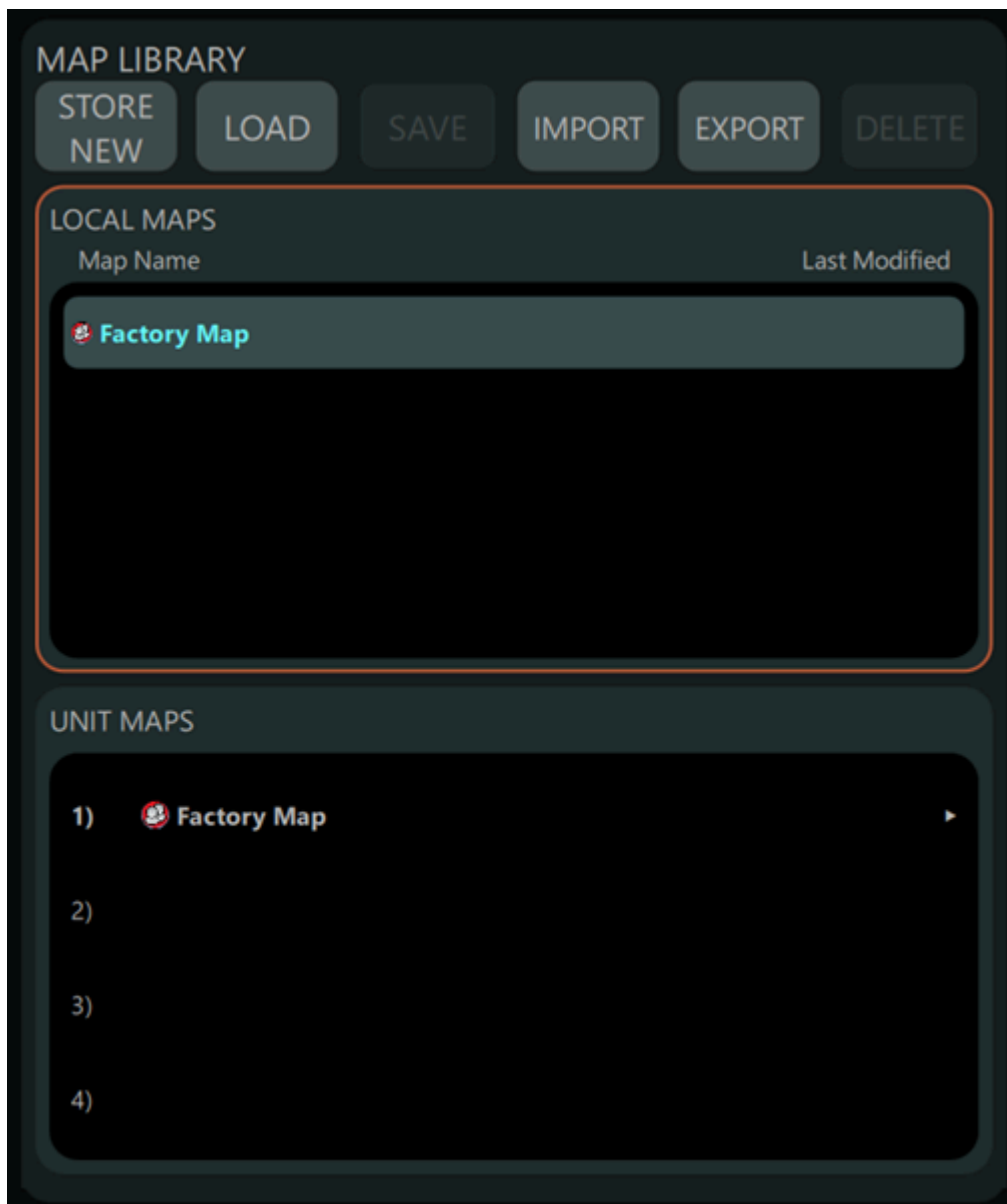 MAP LIBRARY
STORE NEW
LOAD
SAVE
IMPORT
EXPORT
DELETE
LOCAL MAPS
Map Name
Last Modified
Factory Map
UNIT MAPS
1) Factory Map
2)
3)
4)